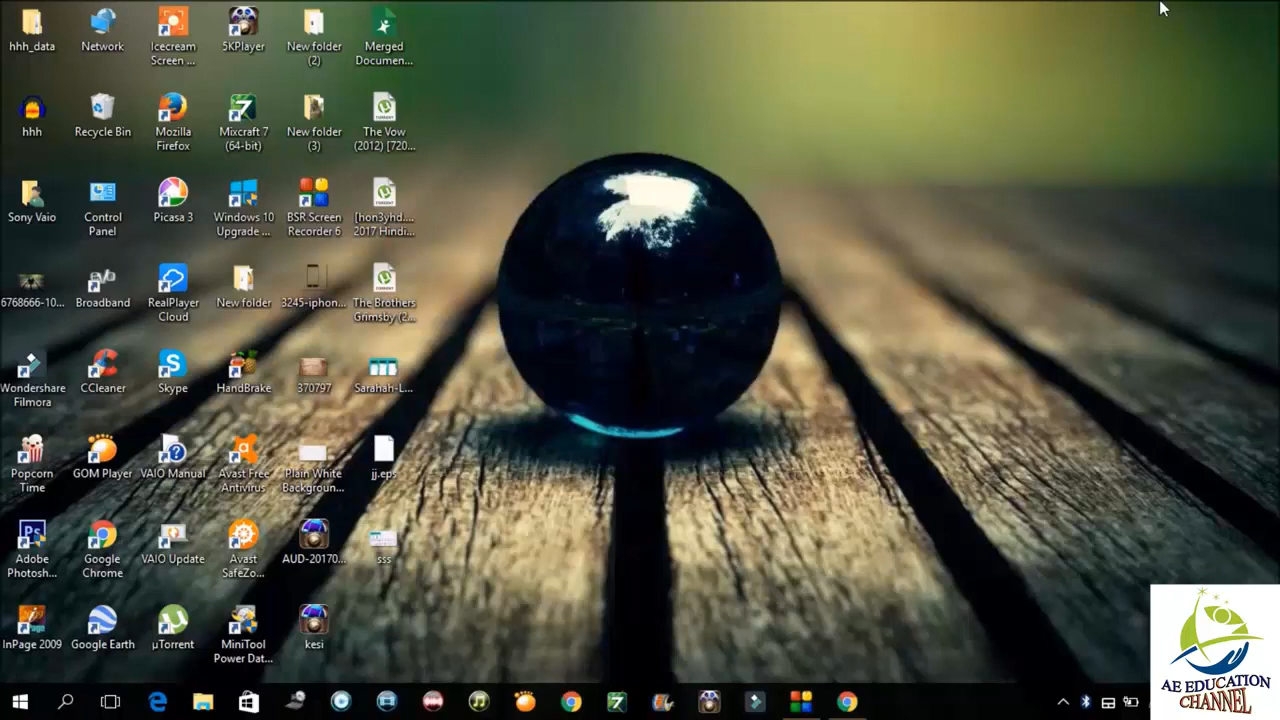 hhh_data
Network
Icecream
Screen ...
5KPlayer
New folder
(2)
Merged
Documen...
hhh
Recycle Bin
Mozilla
Firefox
Mixcraft 7
(64-bit)
New folder
(3)
The Vow
(2012) [720...
Sony Vaio
Control
Panel
Picasa 3
Windows 10
Upgrade ...
BSR Screen
Recorder 6
[hon3yhd....
2017 Hindi...
6768666-10...
Broadband
RealPlayer
Cloud
New folder
3245-iphon...
The Brothers
Grimsby (2...
Wondershare
Filmora
CCleaner
Skype
HandBrake
370797
Sarahah-L...
Popcorn
Time
GOM Player
VAIO Manual
Avast Free
Antivirus
Plain White
Backgroun...
jj.eps
Adobe
Photosh...
Google
Chrome
VAIO Update
Avast
SafeZo...
AUD-20170...
sss
InPage 2009
Google Earth
µTorrent
MiniTool
Power Dat...
kesi
AE EDUCATION
CHANNEL